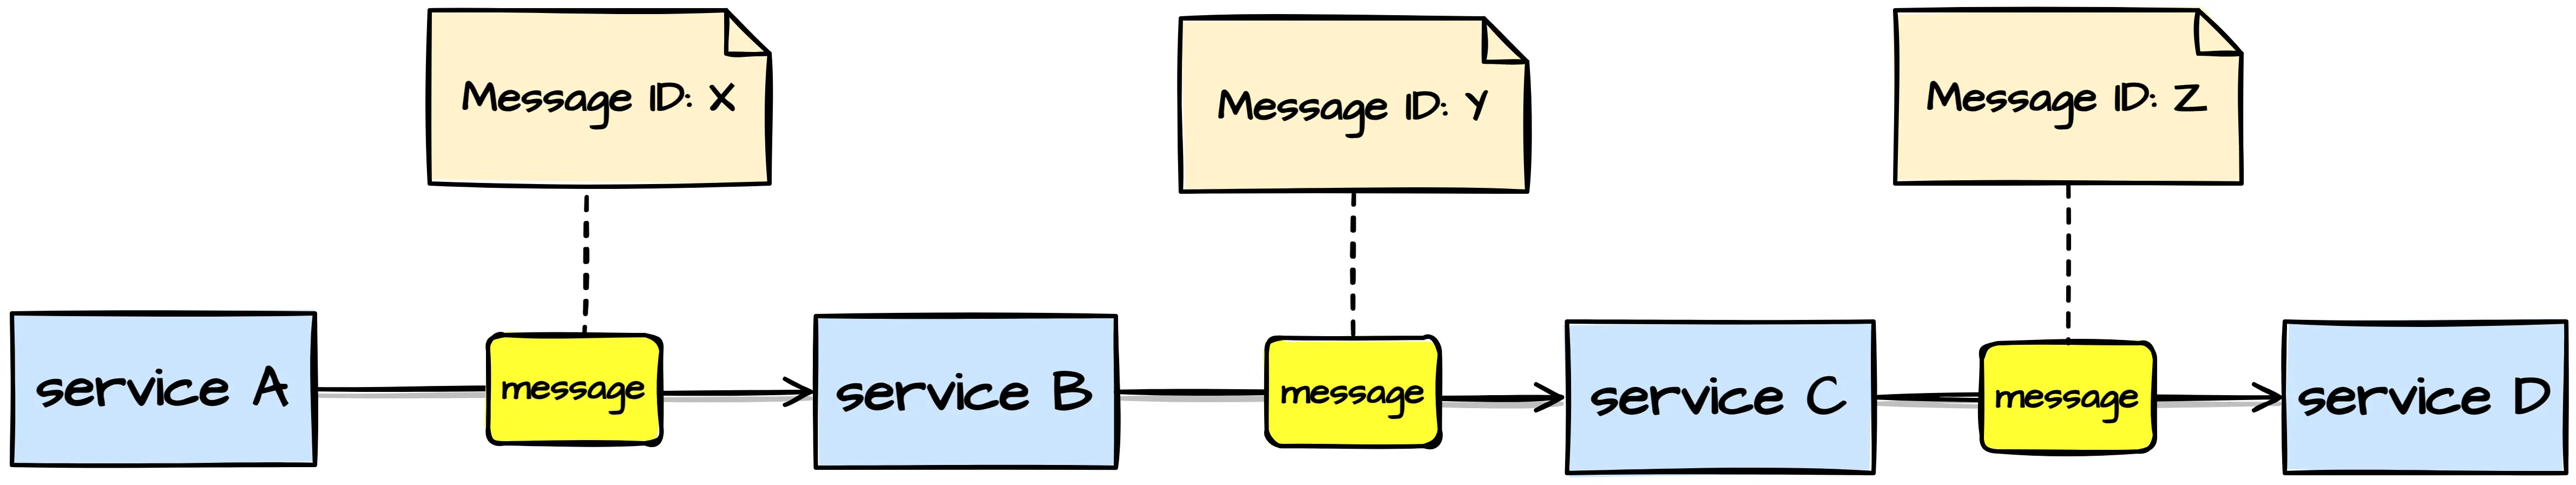 Message ID: X
Message ID: Y
Message ID: Z
service A
message
service B
message
service C
message
service D